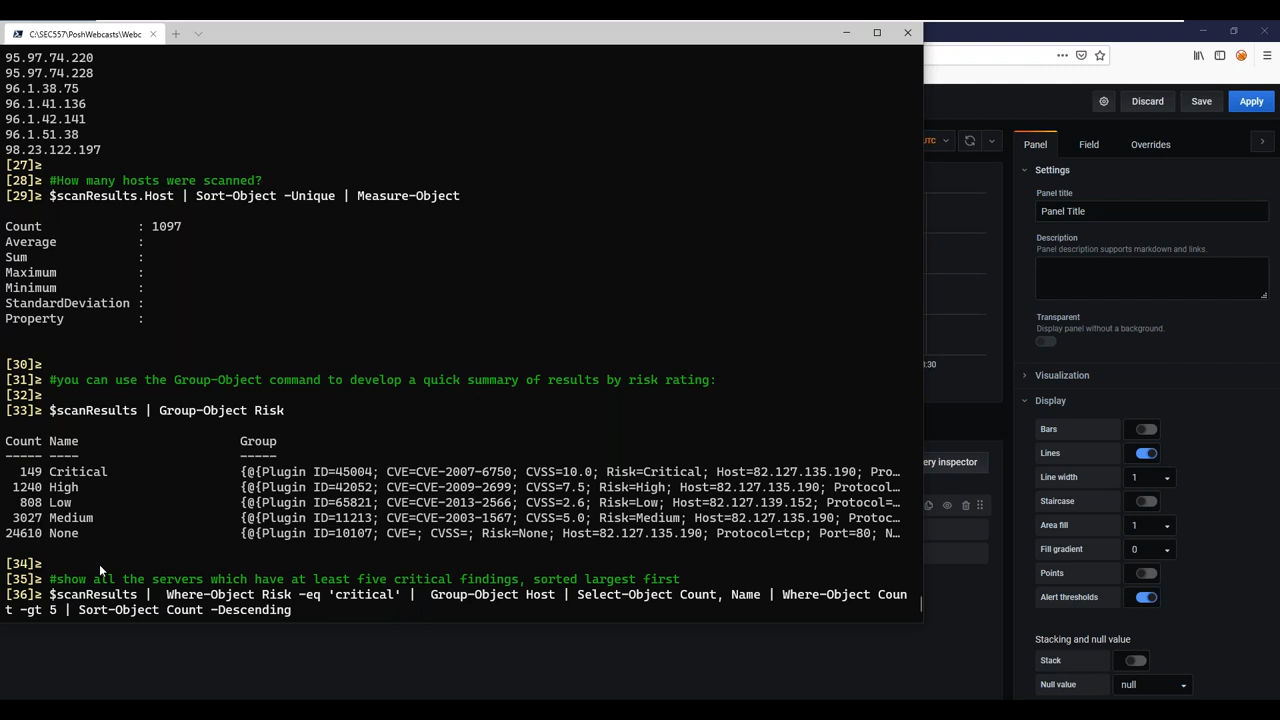 C:\SEC557\PoshWebcasts\Webc
95.97.74.220
95.97.74.228
96.1.38.75
96.1.41.136
96.1.42.141
96.1.51.38
98.23.122.197
[27]≥
[28]≥ #How many hosts were scanned?
[29]≥ $scanResults.Host | Sort-Object -Unique | Measure-Object
Count             : 1097
Average           :
Sum               :
Maximum           :
Minimum           :
StandardDeviation :
Property          :
[30]≥
[31]≥ #you can use the Group-Object command to develop a quick summary of results by risk rating:
[32]≥
[33]≥ $scanResults | Group-Object Risk
Count Name                      Group
----- ----                      -----
  149 Critical                  {@{Plugin ID=45004; CVE=CVE-2007-6750; CVSS=10.0; Risk=Critical; Host=82.127.135.190; Pro…
 1240 High                      {@{Plugin ID=42052; CVE=CVE-2009-2699; CVSS=7.5; Risk=High; Host=82.127.135.190; Protocol…
  808 Low                       {@{Plugin ID=65821; CVE=CVE-2013-2566; CVSS=2.6; Risk=Low; Host=82.127.139.152; Protocol=…
 3027 Medium                    {@{Plugin ID=11213; CVE=CVE-2003-1567; CVSS=5.0; Risk=Medium; Host=82.127.135.190; Protoc…
24610 None                      {@{Plugin ID=10107; CVE=; CVSS=; Risk=None; Host=82.127.135.190; Protocol=tcp; Port=80; N…
[34]≥
[35]≥ #show all the servers which have at least five critical findings, sorted largest first
[36]≥ $scanResults |  Where-Object Risk -eq 'critical' |  Group-Object Host | Select-Object Count, Name | Where-Object Coun
t -gt 5 | Sort-Object Count -Descending
Discard Save Apply
UTC
Panel Field Overrides
Settings
Panel title
Panel Title
Description
Panel description supports markdown and links.
Transparent
Display panel without a background.
:30
Visualization
Display
Bars
Lines
ery inspector
Line width 1
Staircase
Area fill 1
Fill gradient 0
Points
Alert thresholds
Stacking and null value
Stack
Null value null